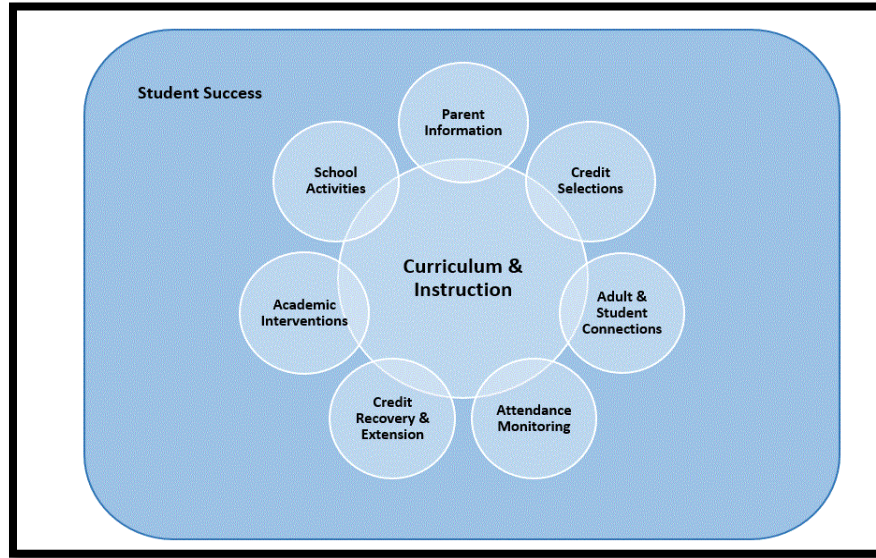 Student Success
Parent
Information
School
Activities
Credit
Selections
Curriculum &
Instruction
Academic
Interventions
Adult &
Student
Connections
Credit
Recovery &
Extension
Attendance
Monitoring